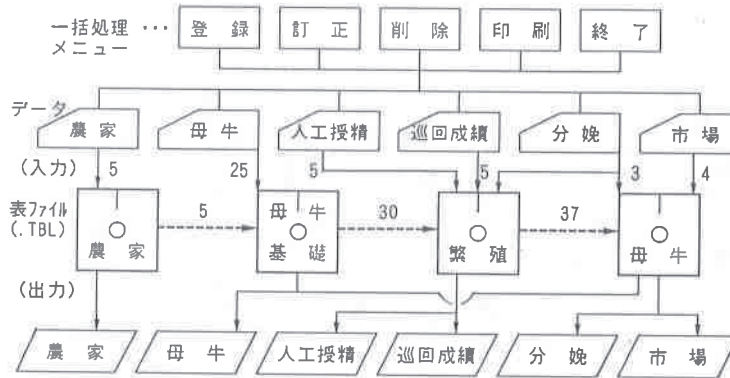 一括処理 ･･･ 登録 訂正 削除 印刷 終了
メニュー
データ
農家 母牛 人工授精 巡回成績 分娩 市場
(入力) 5 25 5 5 3 4
表ファイル
(.TBL)
農家 5 母牛基礎 30 繁殖 37 母牛
(出力)
農家 母牛 人工授精 巡回成績 分娩 市場